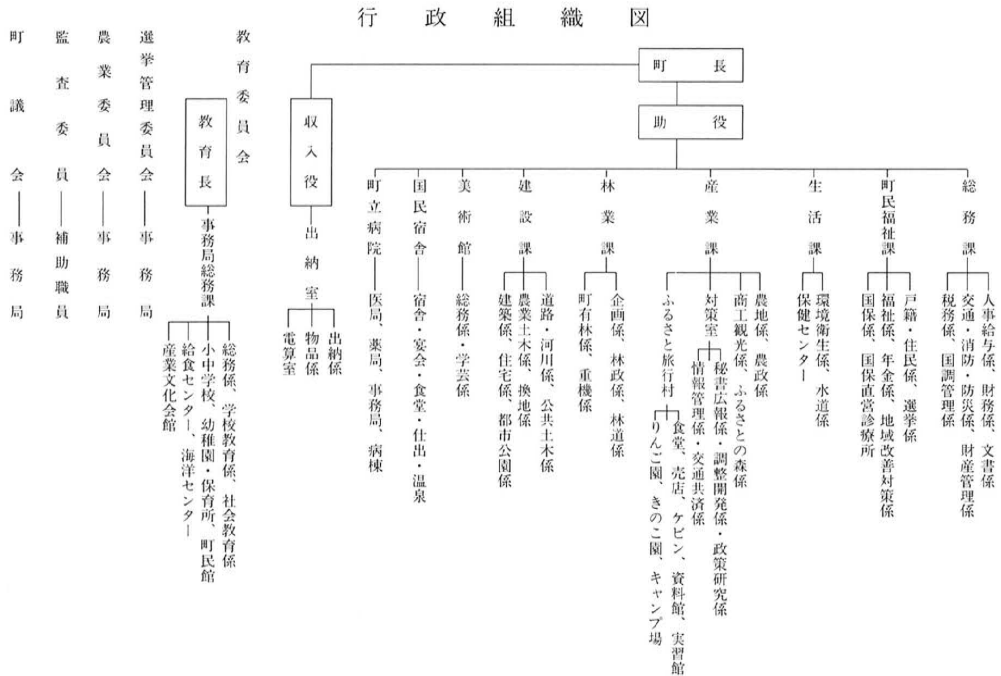 行政組織図
町長
助役
総務課
人事給与係、財務係、文書係
交通・消防・防災係、財産管理係
税務係、国調管理係
町民福祉課
戸籍・住民係、選挙係
福祉係、年金係、地域改善対策係
国保係、国保直営診療所
生活課
環境衛生係、水道係
保健センター
産業課
農地係、農政係
商工観光係、ふるさとの森係
対策室
秘書広報係・調整開発係・政策研究係
情報管理係・交通共済係
ふるさと旅行村
食堂、売店、ケビン、資料館、実習館
りんご園、きのこ園、キャンプ場
林業課
企画係、林政係、林道係
町有林係、重機係
建設課
道路・河川係、公共土木係
農業土木係、換地係
建築係、住宅係、都市公園係
美術館
総務係・学芸係
国民宿舎
宿舎・宴会・食堂・仕出・温泉
町立病院
医局、薬局、事務局、病棟
収入役
出納室
出納係
物品係
電算室
教育委員会
教育長
事務局総務課
総務係、学校教育係、社会教育係
小中学校、幼稚園・保育所、町民館
給食センター、海洋センター
産業文化会館
選挙管理委員会
事務局
農業委員会
事務局
監査委員
補助職員
町議会
事務局